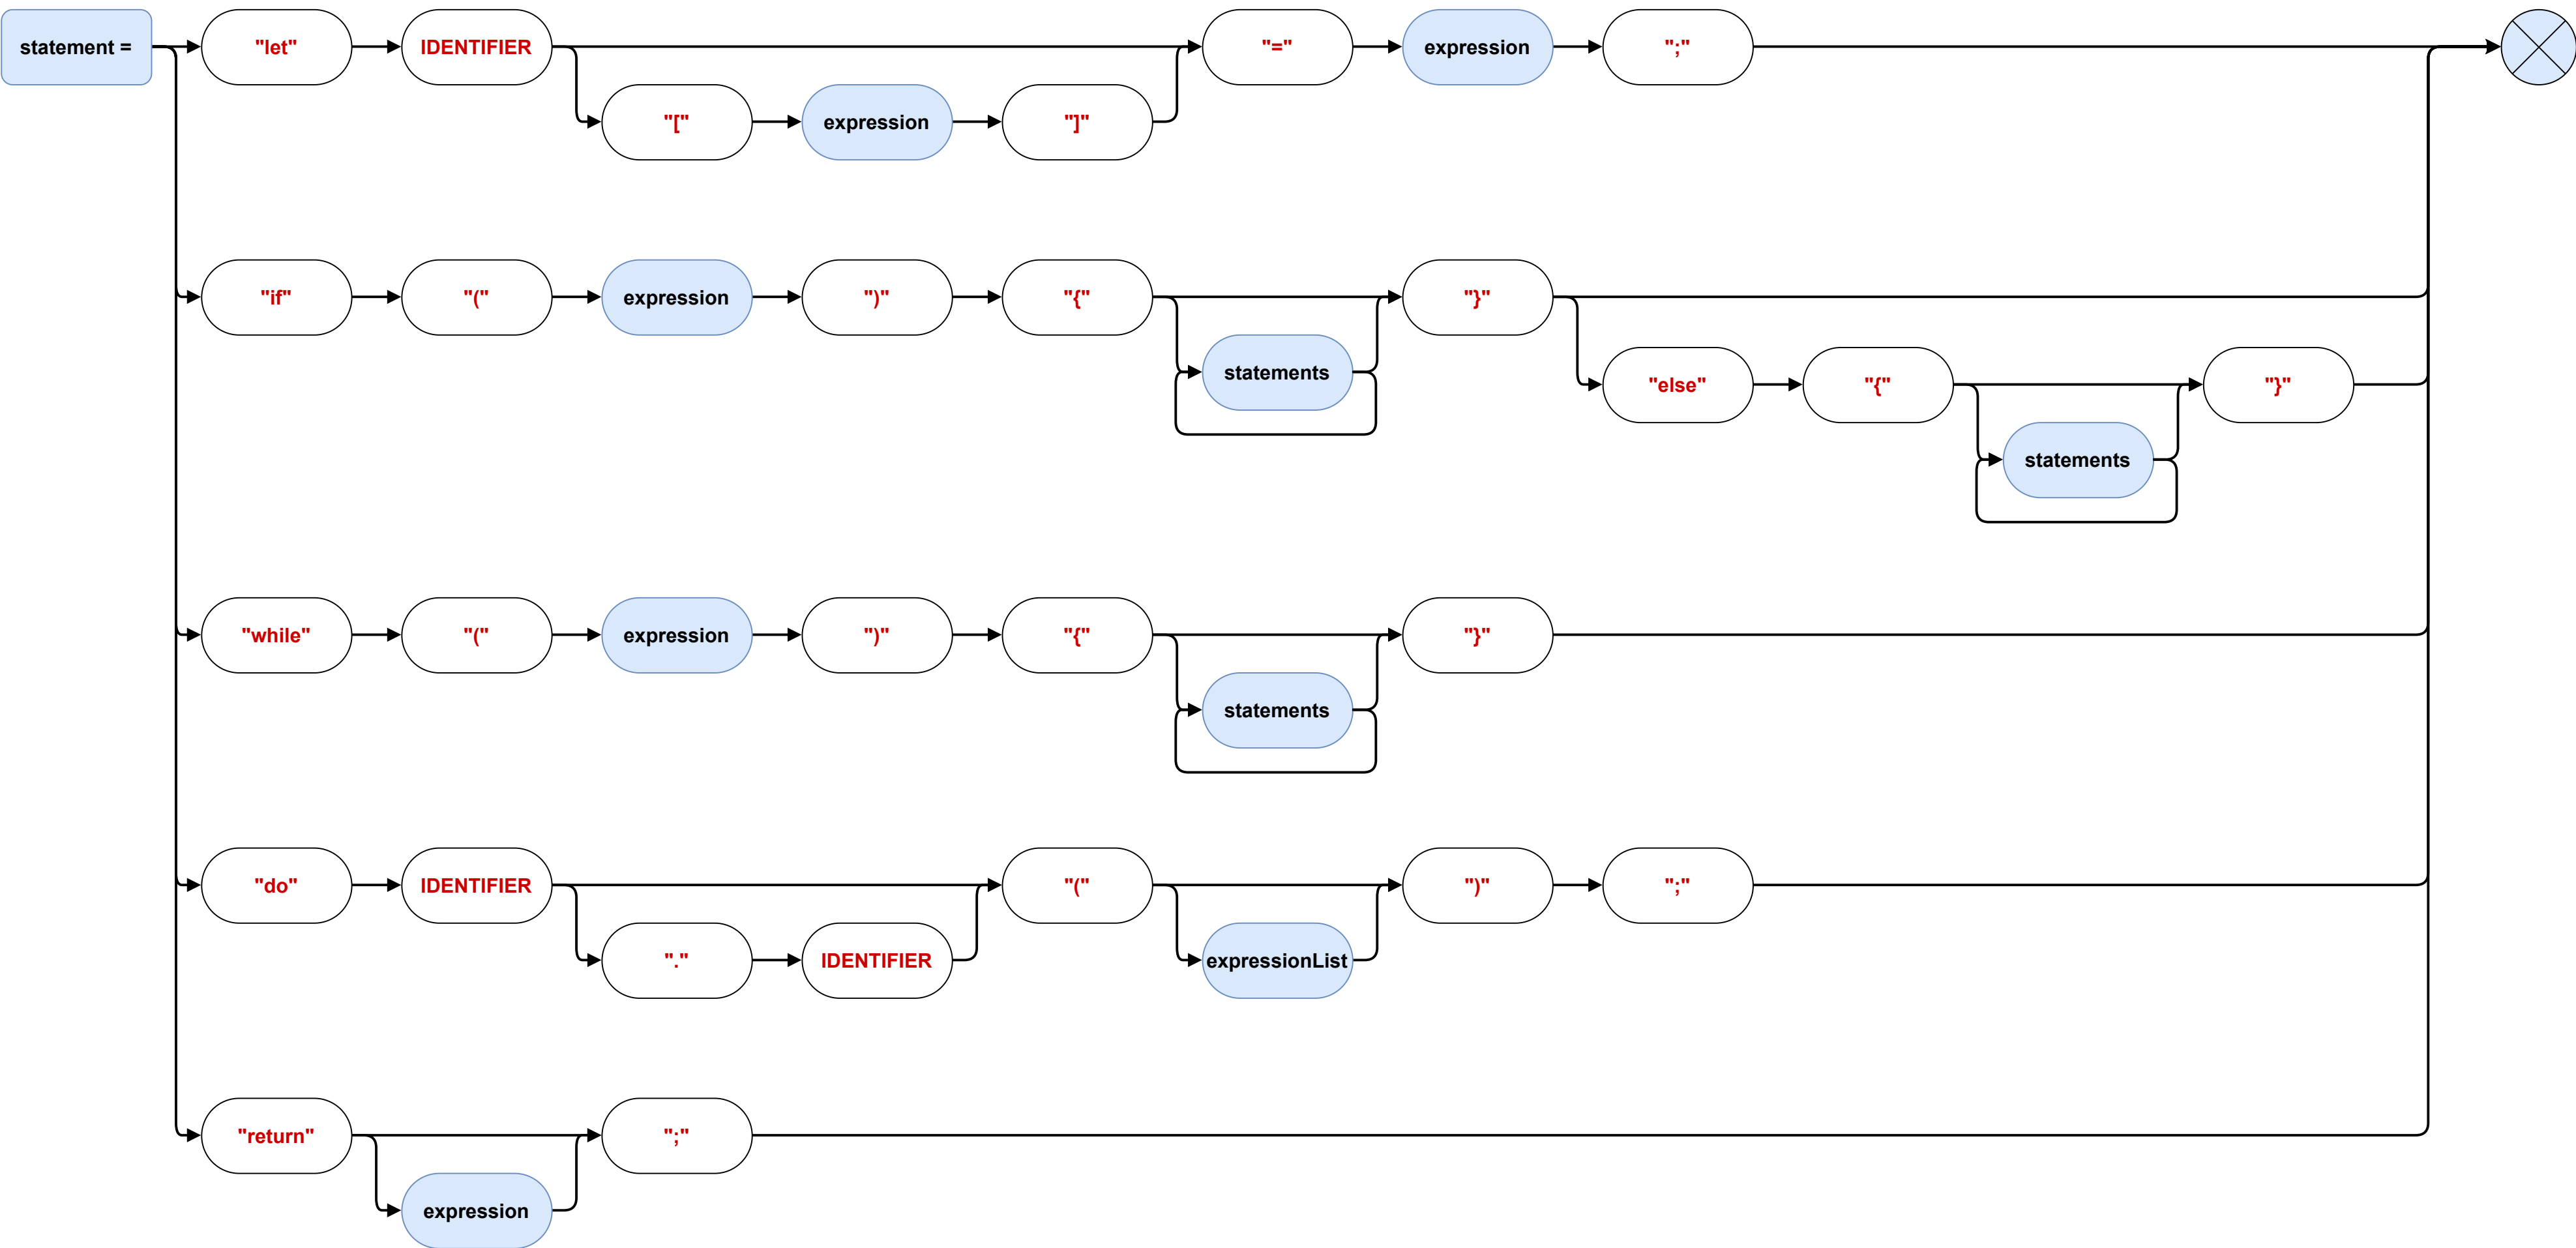 statement = "let" IDENTIFIER "=" expression ";"
"[" expression "]"
"if" "(" expression ")" "{" "}"
statements
"else" "{" "}"
statements
"while" "(" expression ")" "{" "}"
statements
"do" IDENTIFIER "(" ")" ";"
"." IDENTIFIER expressionList
"return" ";"
expression